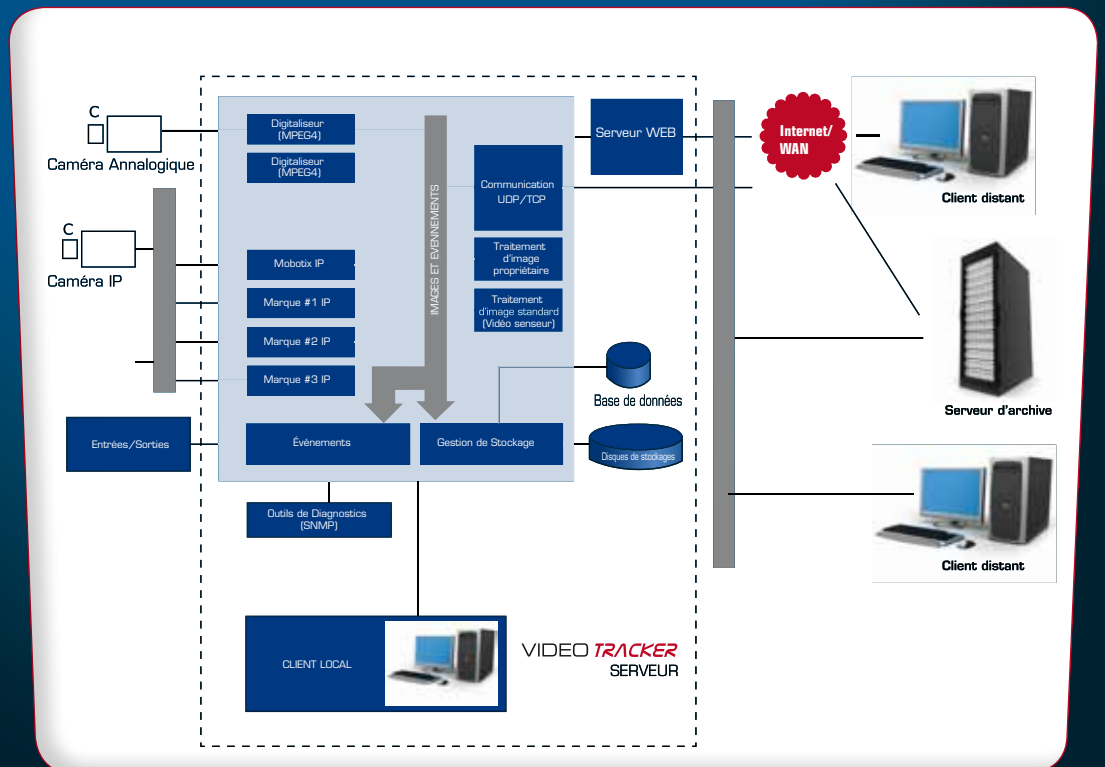 C
Caméra Annalogique
C
Caméra IP
Entrées/Sorties
Digitaliseur
(MPEG4)
Digitaliseur
(MPEG4)
Mobotix IP
Marque #1 IP
Marque #2 IP
Marque #3 IP
IMAGES ET EVENNEMENTS
Communication
UDP/TCP
Traitement
d'image
propriétaire
Traitement
d'image standard
(Vidéo senseur)
Évènements
Gestion de Stockage
Outils de Diagnostics
(SNMP)
CLIENT LOCAL
VIDEO TRACKER
SERVEUR
Serveur WEB
Base de données
Disques de stockages
Internet/
WAN
Client distant
Serveur d'archive
Client distant